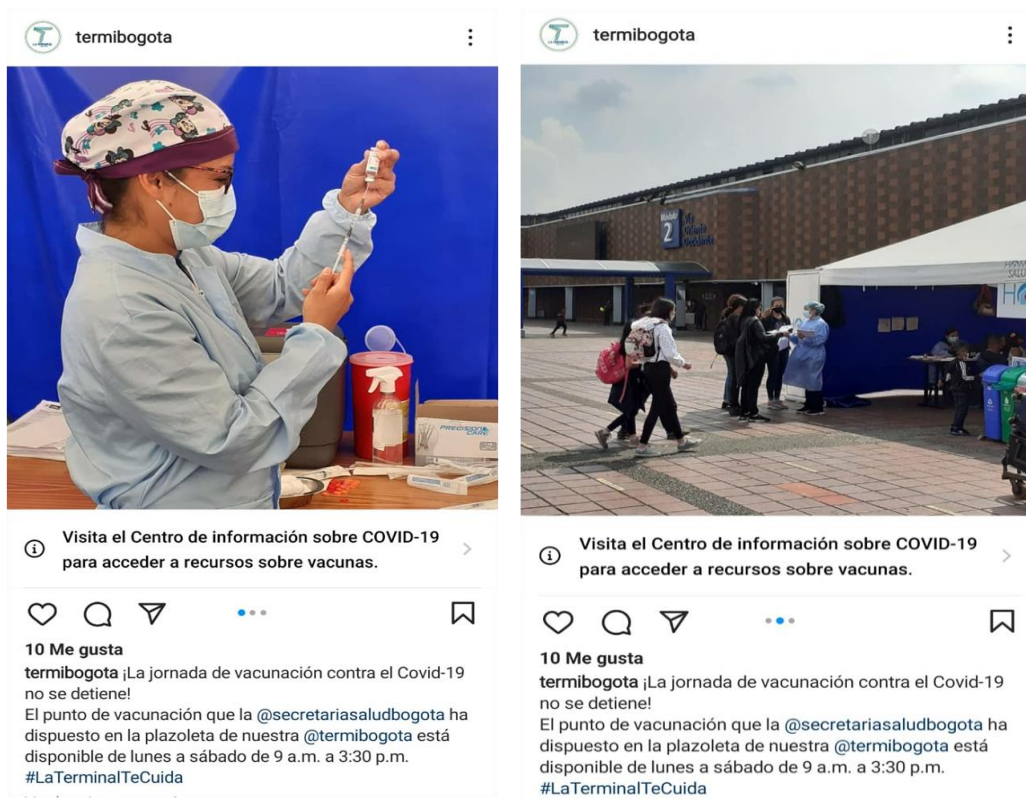 termibogota
PRECISION
CARE
Visita el Centro de información sobre COVID-19
para acceder a recursos sobre vacunas.
10 Me gusta
termibogota ¡La jornada de vacunación contra el Covid-19
no se detiene!
El punto de vacunación que la @secretariasaludbogota ha
dispuesto en la plazoleta de nuestra @termibogota está
disponible de lunes a sábado de 9 a.m. a 3:30 p.m.
#LaTerminalTeCuida
termibogota
Módulo
2
Visita el Centro de información sobre COVID-19
para acceder a recursos sobre vacunas.
10 Me gusta
termibogota ¡La jornada de vacunación contra el Covid-19
no se detiene!
El punto de vacunación que la @secretariasaludbogota ha
dispuesto en la plazoleta de nuestra @termibogota está
disponible de lunes a sábado de 9 a.m. a 3:30 p.m.
#LaTerminalTeCuida